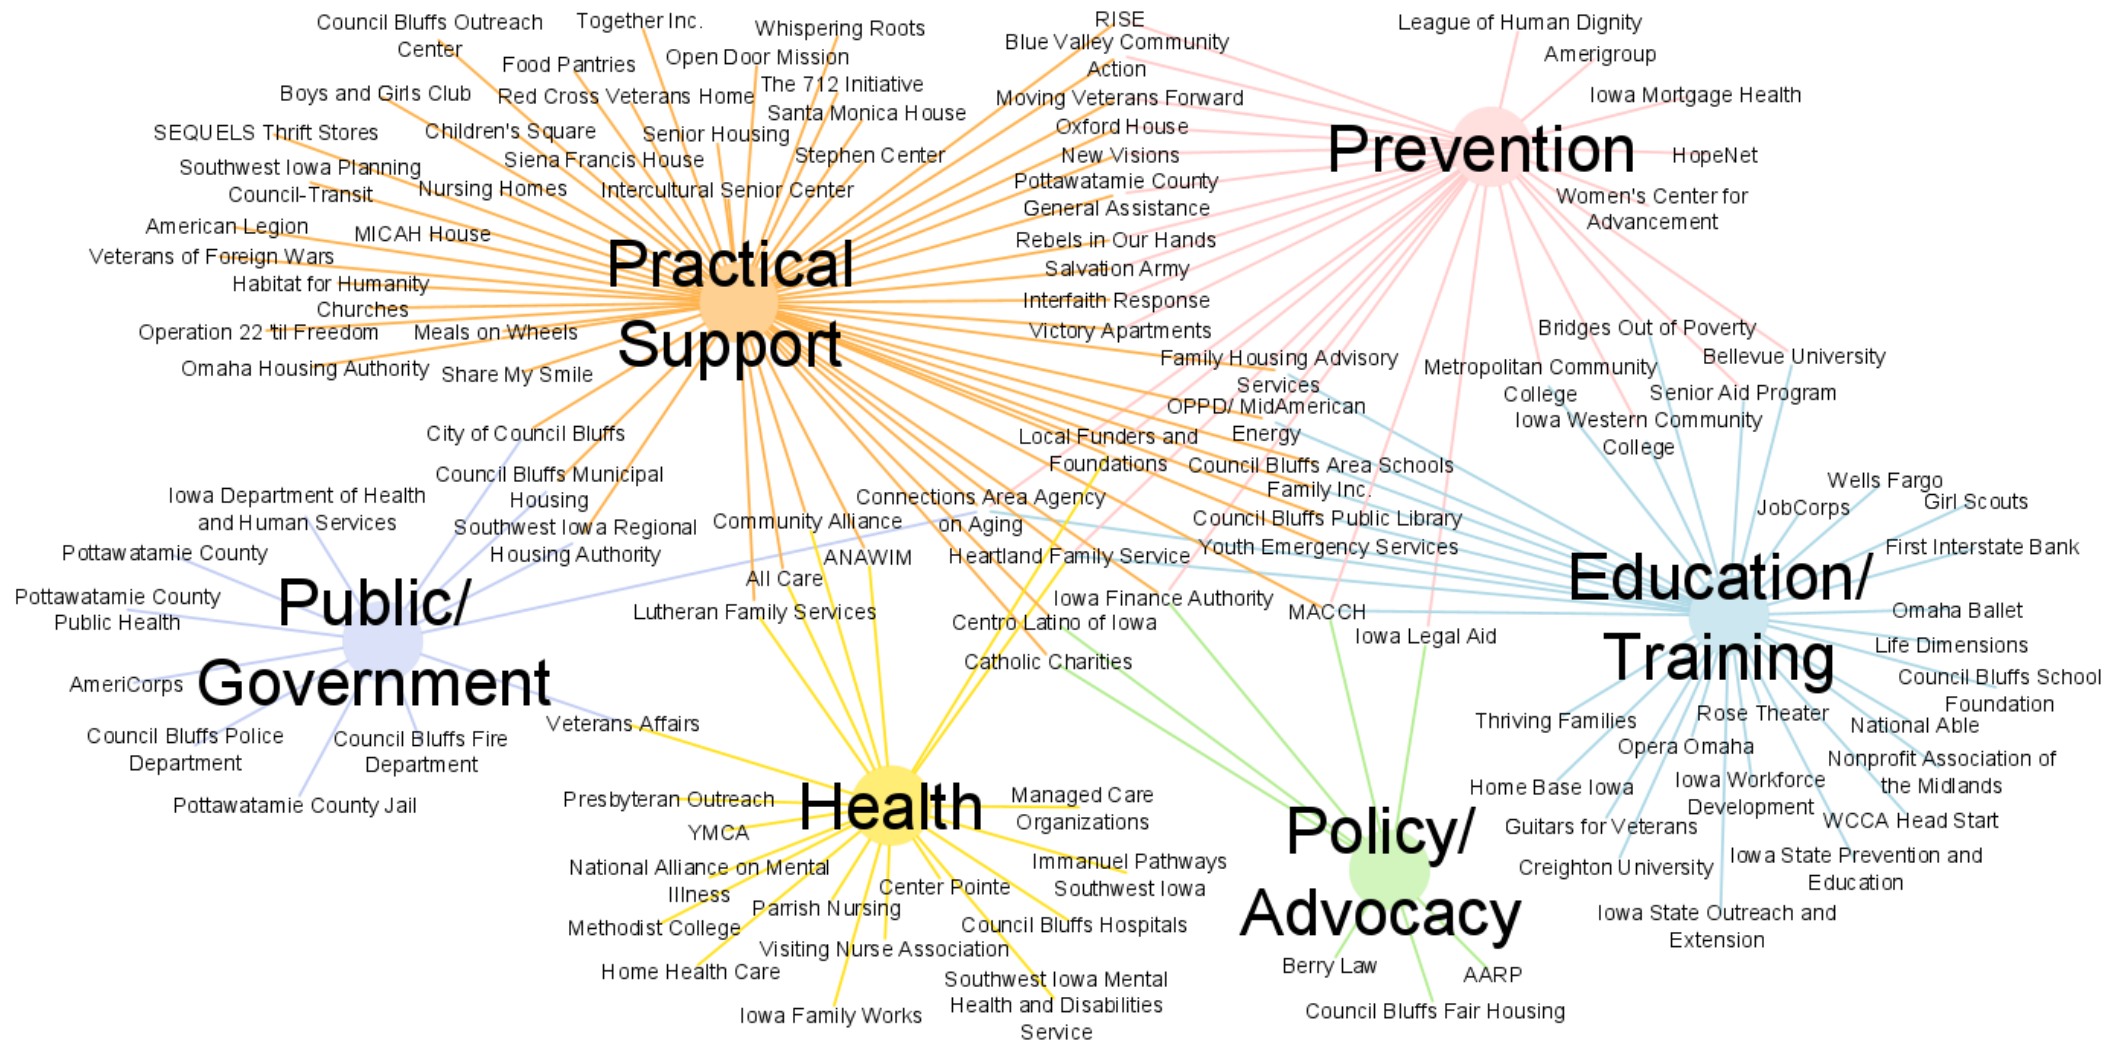 Council Bluffs Outreach
Center
Together Inc.
Whispering Roots
Food Pantries
Open Door Mission
The 712 Initiative
Boys and Girls Club
Red Cross Veterans Home
Santa Monica House
SEQUELS Thrift Stores
Children's Square
Senior Housing
Siena Francis House
Stephen Center
Southwest Iowa Planning
Council-Transit
Nursing Homes
Intercultural Senior Center
American Legion
MICAH House
Veterans of Foreign Wars
Habitat for Humanity
Churches
Operation 22 'til Freedom
Meals on Wheels
Omaha Housing Authority
Share My Smile
Practical
Support
RISE
Blue Valley Community
Action
Moving Veterans Forward
Oxford House
New Visions
Pottawatamie County
General Assistance
Rebels in Our Hands
Salvation Army
Interfaith Response
Victory Apartments
Family Housing Advisory
Services
OPPD/ MidAmerican
Energy
Local Funders and
Foundations
Council Bluffs Area Schools
Family Inc.
Connections Area Agency
on Aging
Council Bluffs Public Library
Youth Emergency Services
League of Human Dignity
Amerigroup
Iowa Mortgage Health
Prevention
HopeNet
Women's Center for
Advancement
Bridges Out of Poverty
Bellevue University
Metropolitan Community
College
Senior Aid Program
Iowa Western Community
College
City of Council Bluffs
Council Bluffs Municipal
Housing
Southwest Iowa Regional
Housing Authority
Community Alliance
ANAWIM
Heartland Family Service
All Care
Lutheran Family Services
Iowa Finance Authority
Centro Latino of Iowa
Catholic Charities
MACCH
Iowa Legal Aid
Iowa Department of Health
and Human Services
Pottawatamie County
Pottawatamie County
Public Health
Public/
Government
AmeriCorps
Council Bluffs Police
Department
Council Bluffs Fire
Department
Pottawatamie County Jail
Veterans Affairs
Presbyteran Outreach
YMCA
Health
Managed Care
Organizations
National Alliance on Mental
Illness
Immanuel Pathways
Southwest Iowa
Center Pointe
Parrish Nursing
Methodist College
Council Bluffs Hospitals
Visiting Nurse Association
Home Health Care
Southwest Iowa Mental
Health and Disabilities
Service
Iowa Family Works
Policy/
Advocacy
Berry Law
AARP
Council Bluffs Fair Housing
Wells Fargo
JobCorps
Girl Scouts
First Interstate Bank
Education/
Training
Omaha Ballet
Life Dimensions
Council Bluffs School
Foundation
Thriving Families
Rose Theater
National Able
Opera Omaha
Nonprofit Association of
the Midlands
Home Base Iowa
Iowa Workforce
Development
Guitars for Veterans
WCCA Head Start
Creighton University
Iowa State Prevention and
Education
Iowa State Outreach and
Extension